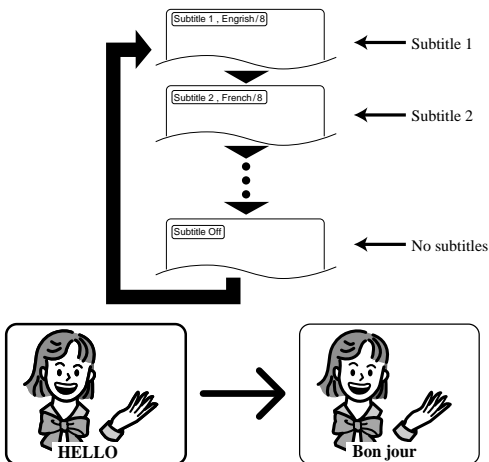 Subtitle 1 , Engrish/8
Subtitle 1
Subtitle 2 , French/8
Subtitle 2
Subtitle Off
No subtitles
HELLO
Bon jour